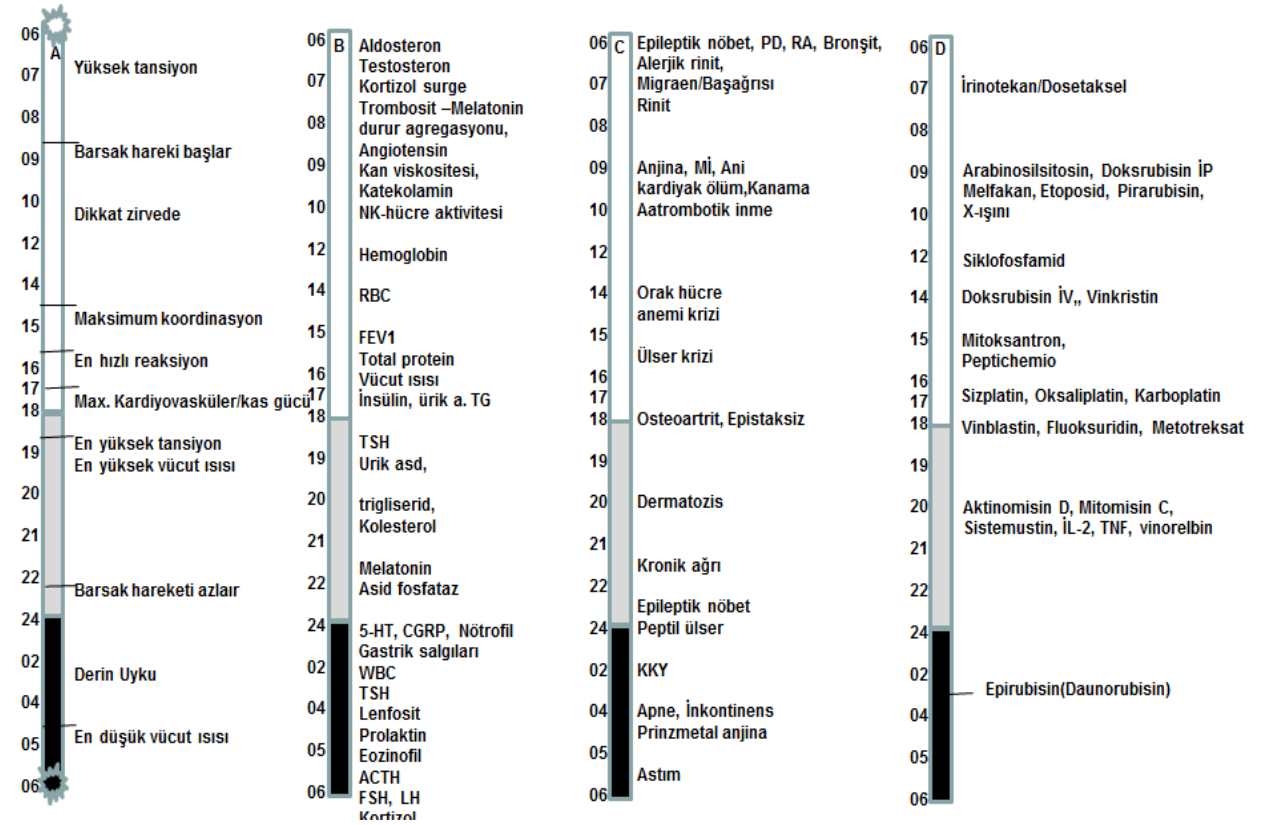 A
06
07
08
09
10
12
14
15
16
17
18
19
20
21
22
24
02
04
05
06
Yüksek tansiyon
Barsak hareki başlar
Dikkat zirvede
Maksimum koordinasyon
En hızlı reaksiyon
Max. Kardiyovasküler/kas gücü
En yüksek tansiyon
En yüksek vücut ısısı
Barsak hareketi azlaır
Derin Uyku
En düşük vücut ısısı
B
06
07
08
09
10
12
14
15
16
17
18
19
20
21
22
24
02
04
05
06
Aldosteron
Testosteron
Kortizol surge
Trombosit –Melatonin
durur agregasyonu,
Angiotensin
Kan viskositesi,
Katekolamin
NK-hücre aktivitesi
Hemoglobin
RBC
FEV1
Total protein
Vücut ısısı
İnsülin, ürik a. TG
TSH
Urik asd,
trigliserid,
Kolesterol
Melatonin
Asid fosfataz
5-HT, CGRP, Nötrofil
Gastrik salgıları
WBC
TSH
Lenfosit
Prolaktin
Eozinofil
ACTH
FSH, LH
Kortizol
C
06
07
08
09
10
12
14
15
16
17
18
19
20
21
22
24
02
04
05
06
Epileptik nöbet, PD, RA, Bronşit,
Alerjik rinit,
Migraen/Başağrısı
Rinit
Anjina, Mİ, Ani
kardiyak ölüm,Kanama
Aatrombotik inme
Orak hücre
anemi krizi
Ülser krizi
Osteoartrit, Epistaksiz
Dermatozis
Kronik ağrı
Epileptik nöbet
Peptil ülser
KKY
Apne, İnkontinens
Prinzmetal anjina
Astım
D
06
07
08
09
10
12
14
15
16
17
18
19
20
21
22
24
02
04
05
06
İrinotekan/Dosetaksel
Arabinosilsitosin, Doksrubisin İP
Melfakan, Etoposid, Pirarubisin,
X-ışını
Siklofosfamid
Doksrubisin İV,, Vinkristin
Mitoksantron,
Peptichemio
Sizplatin, Oksaliplatin, Karboplatin
Vinblastin, Fluoksuridin, Metotreksat
Aktinomisin D, Mitomisin C,
Sistemustin, İL-2, TNF, vinorelbin
Epirubisin(Daunorubisin)